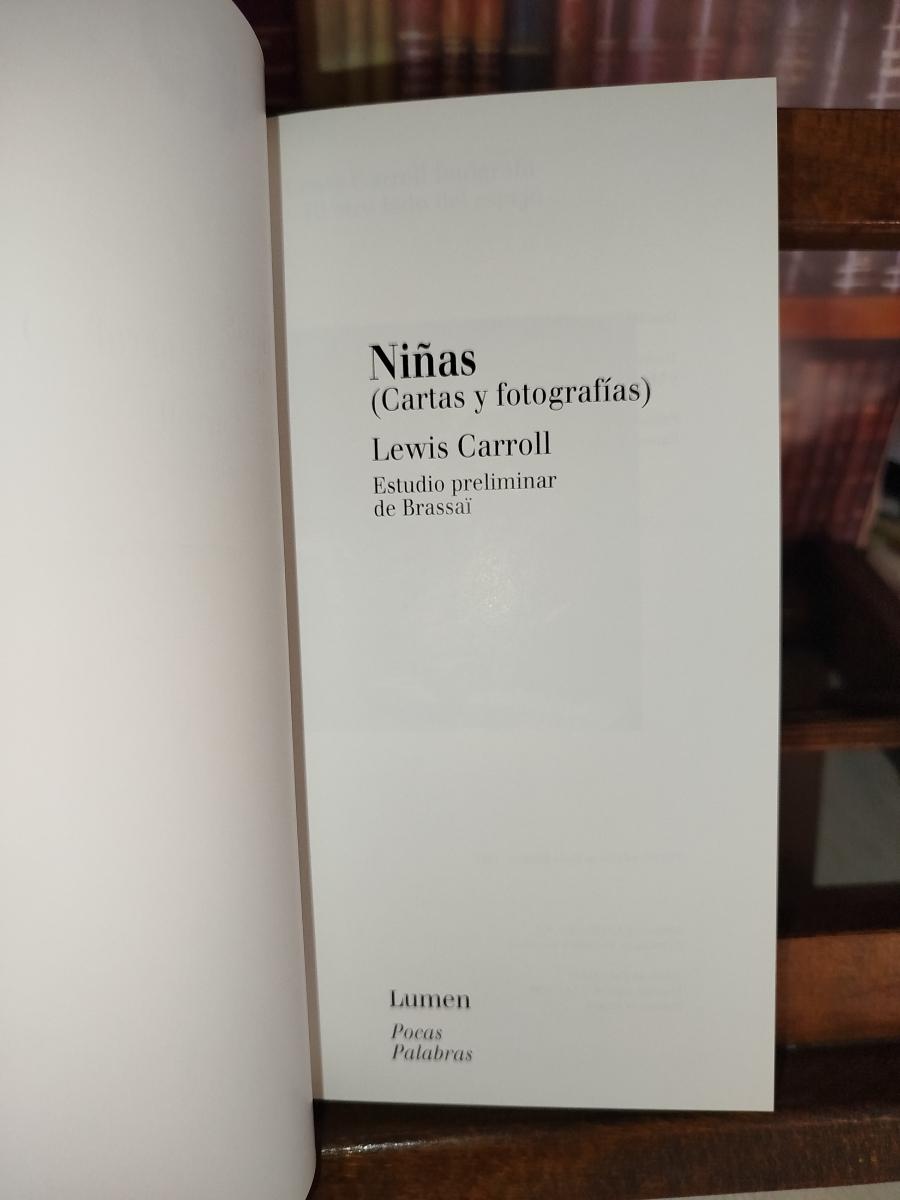 Niñas
(Cartas y fotografías)
Lewis Carroll
Estudio preliminar
de Brassaï
Lumen
Pocas
Palabras